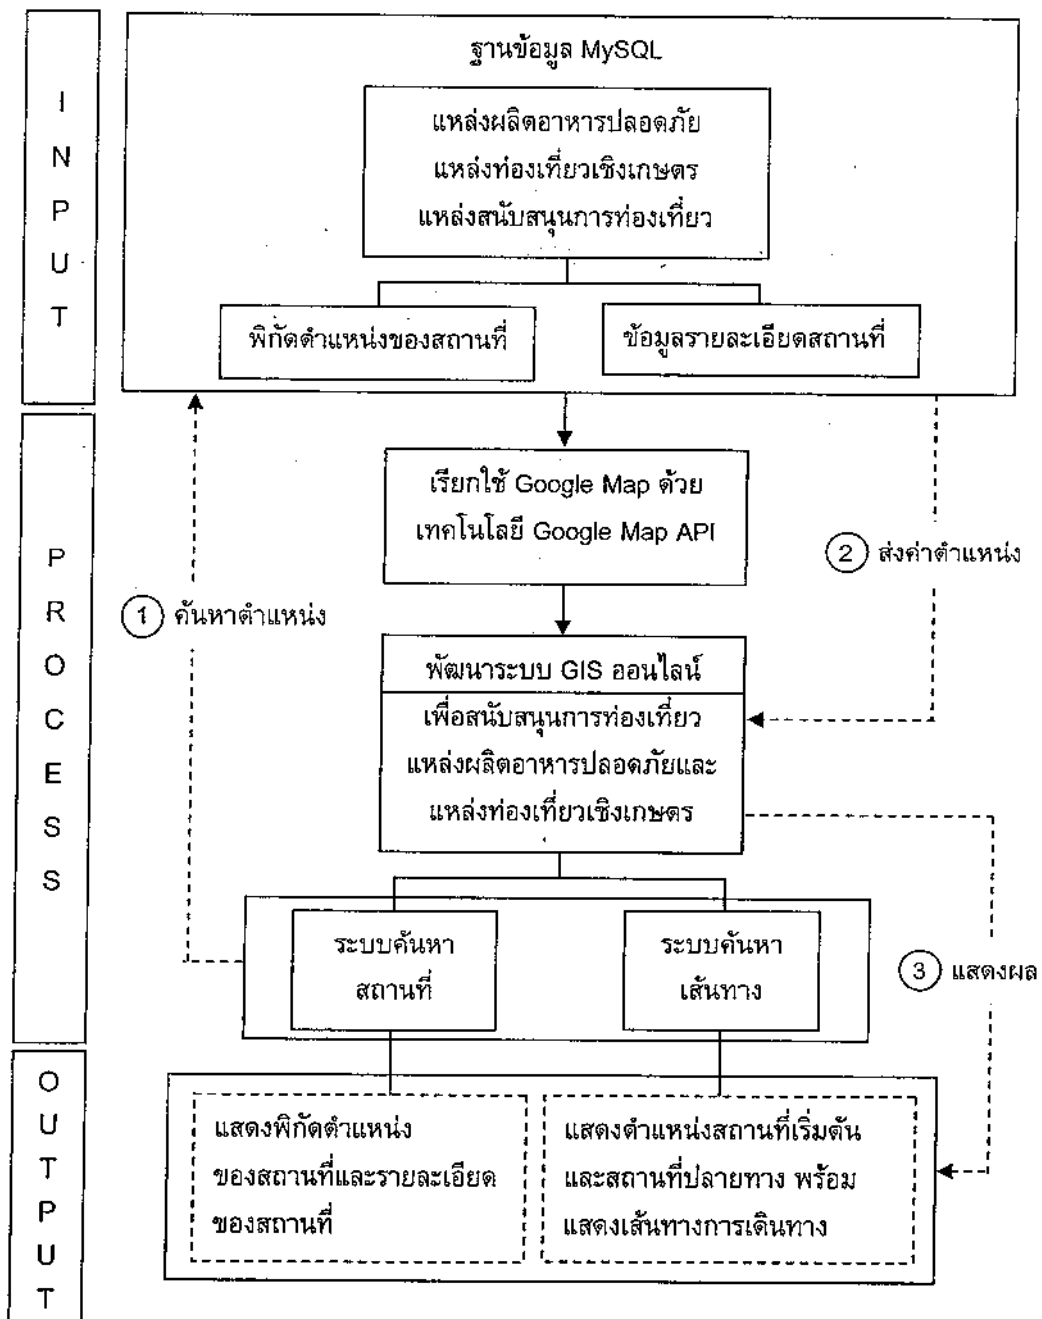 INPUT
ฐานข้อมูล MySQL
แหล่งผลิตอาหารปลอดภัย
แหล่งท่องเที่ยวเชิงเกษตร
แหล่งสนับสนุนการท่องเที่ยว
พิกัดตำแหน่งของสถานที่
ข้อมูลรายละเอียดสถานที่
PROCESS
เรียกใช้ Google Map ด้วย
เทคโนโลยี Google Map API
2 ส่งค่าตำแหน่ง
1 ค้นหาตำแหน่ง
พัฒนาระบบ GIS ออนไลน์
เพื่อสนับสนุนการท่องเที่ยว
แหล่งผลิตอาหารปลอดภัยและ
แหล่งท่องเที่ยวเชิงเกษตร
ระบบค้นหา
สถานที่
ระบบค้นหา
เส้นทาง
3 แสดงผล
OUTPUT
แสดงพิกัดตำแหน่ง
ของสถานที่และรายละเอียด
ของสถานที่
แสดงตำแหน่งสถานที่เริ่มต้น
และสถานที่ปลายทาง พร้อม
แสดงเส้นทางการเดินทาง